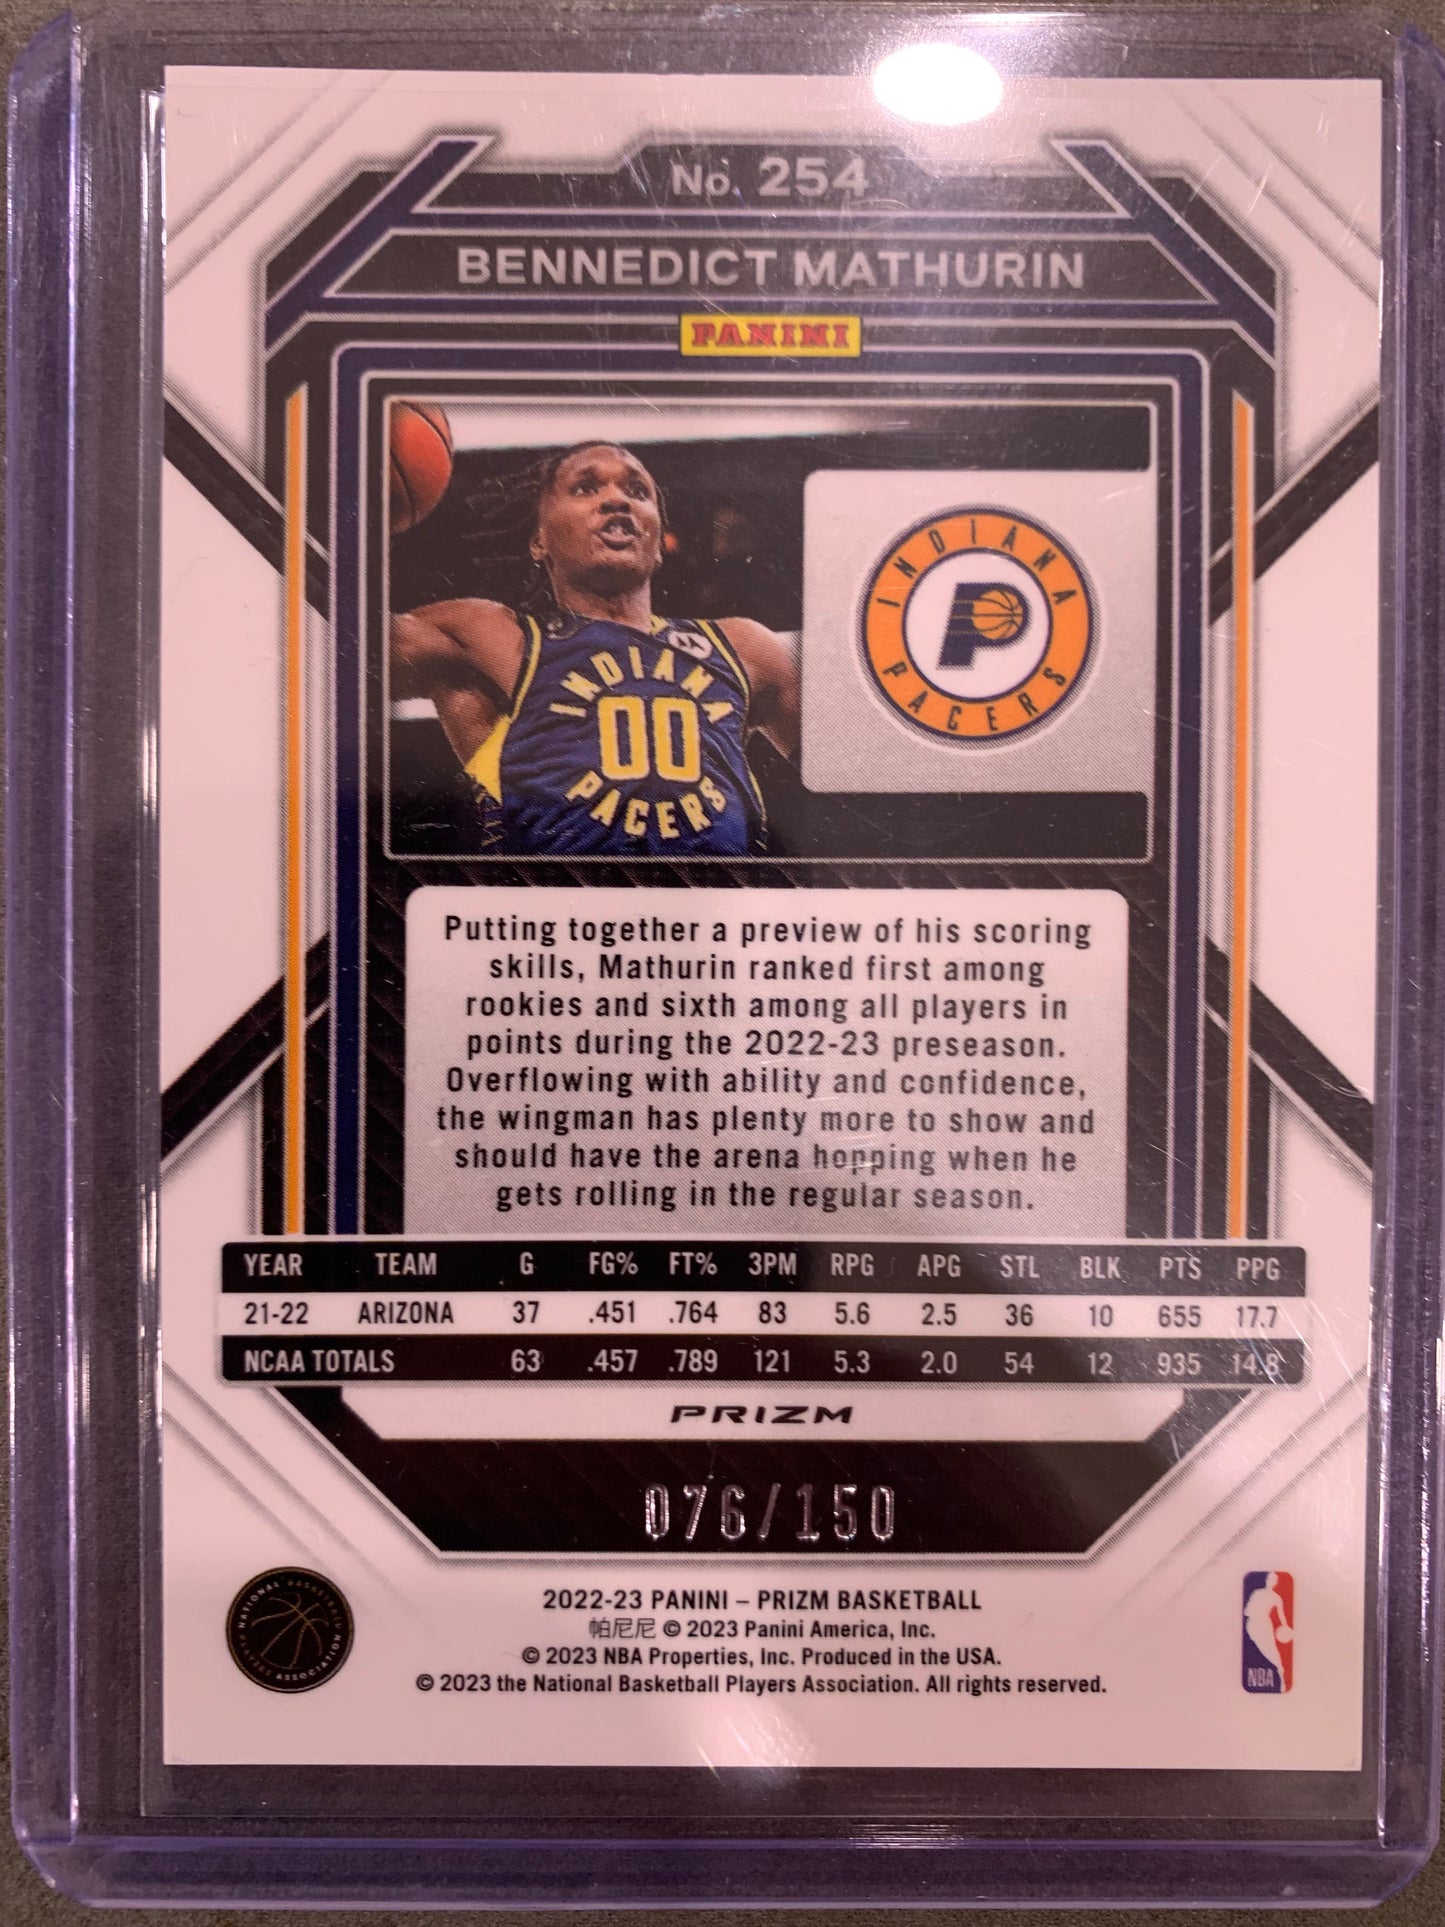 No. 254
BENNEDICT MATHURIN
PANINI
INDIANA
00
PACERS
INDIANA
P
PACERS
Putting together a preview of his scoring
skills, Mathurin ranked first among
rookies and sixth among all players in
points during the 2022-23 preseason.
Overflowing with ability and confidence,
the wingman has plenty more to show and
should have the arena hopping when he
gets rolling in the regular season.
YEAR TEAM G FG% FT% 3PM RPG APG STL BLK PTS PPG
21-22 ARIZONA 37 .451 .764 83 5.6 2.5 36 10 655 17.7
NCAA TOTALS 63 .457 .789 121 5.3 2.0 54 12 935 14.8
PRIZM
076/150
2022-23 PANINI – PRIZM BASKETBALL
帕尼尼 © 2023 Panini America, Inc.
© 2023 NBA Properties, Inc. Produced in the USA.
© 2023 the National Basketball Players Association. All rights reserved.
NATIONAL BASKETBALL
PLAYERS ASSOCIATION
NBA